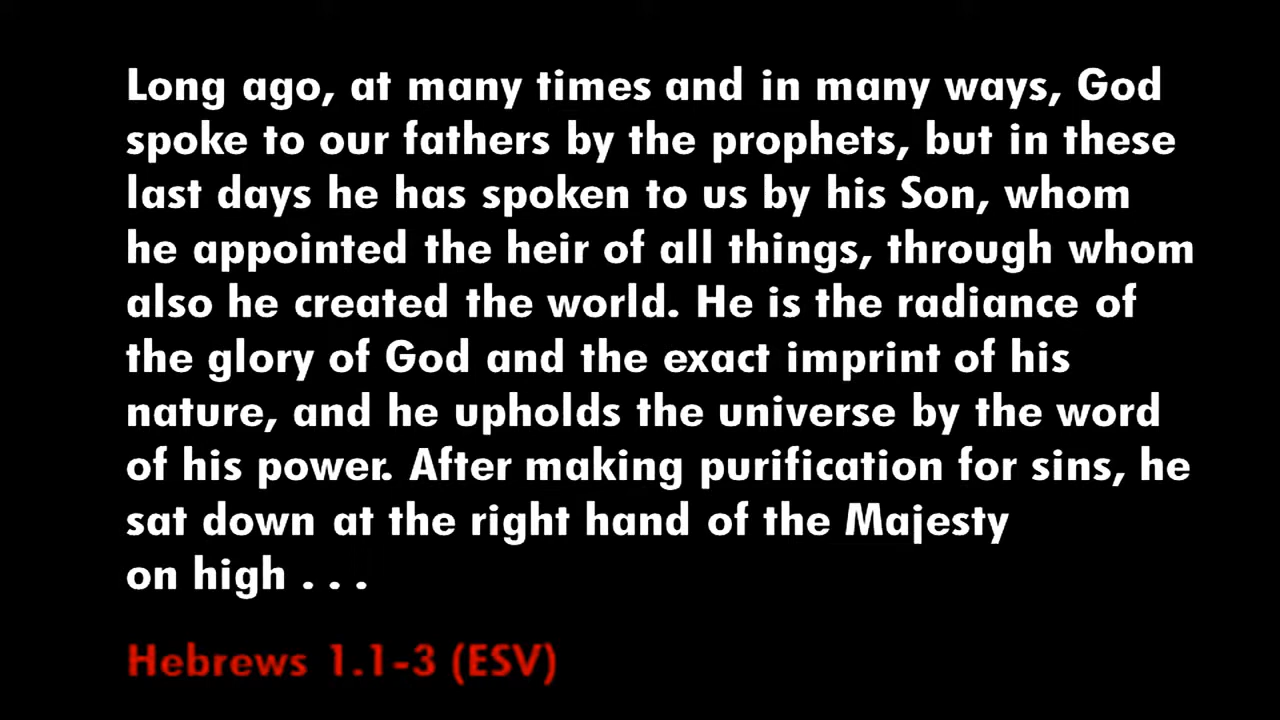 Long ago, at many times and in many ways, God
spoke to our fathers by the prophets, but in these
last days he has spoken to us by his Son, whom
he appointed the heir of all things, through whom
also he created the world. He is the radiance of
the glory of God and the exact imprint of his
nature, and he upholds the universe by the word
of his power. After making purification for sins, he
sat down at the right hand of the Majesty
on high . . .
Hebrews 1.1-3 (ESV)